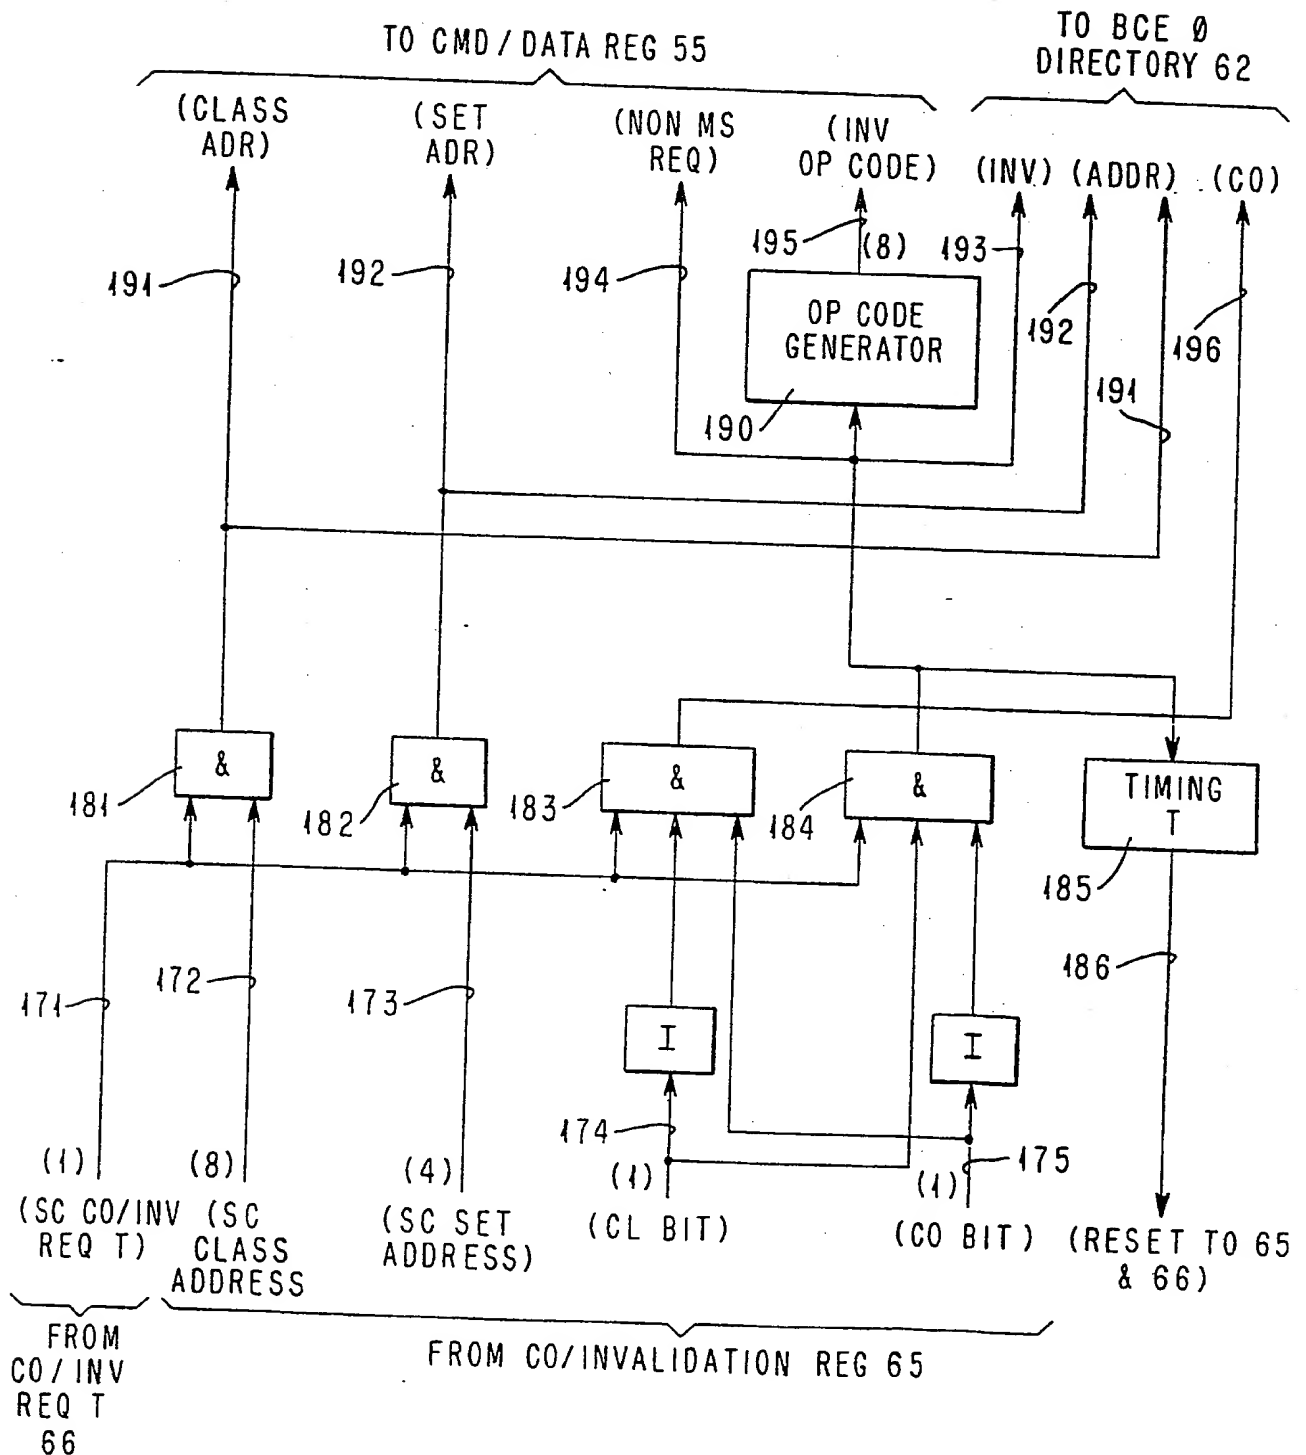 TO CMD/DATA REG 55
TO BCE Ø
DIRECTORY 62
(CLASS
ADR)
(SET
ADR)
(NON MS
REQ)
(INV
OP CODE)
(INV)
(ADDR)
(CO)
191
192
194
195
(8)
193
192
191
196
OP CODE
GENERATOR
190
&
&
&
&
TIMING
T
181
182
183
184
185
171
172
173
I
I
186
174
175
(1)
(8)
(4)
(1)
(1)
(SC CO/INV
REQ T)
(SC
CLASS
ADDRESS
(SC SET
ADDRESS)
(CL BIT)
(CO BIT)
(RESET TO 65
& 66)
FROM
CO/INV
REQ T
66
FROM CO/INVALIDATION REG 65